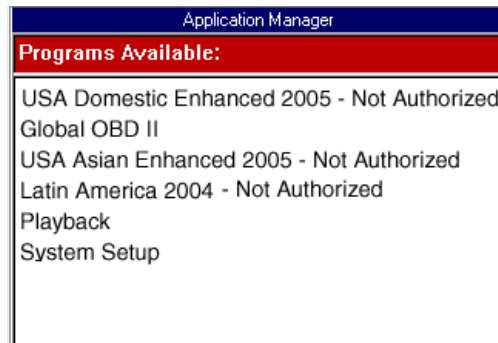 Application Manager
Programs Available:
USA Domestic Enhanced 2005 - Not Authorized
Global OBD II
USA Asian Enhanced 2005 - Not Authorized
Latin America 2004 - Not Authorized
Playback
System Setup